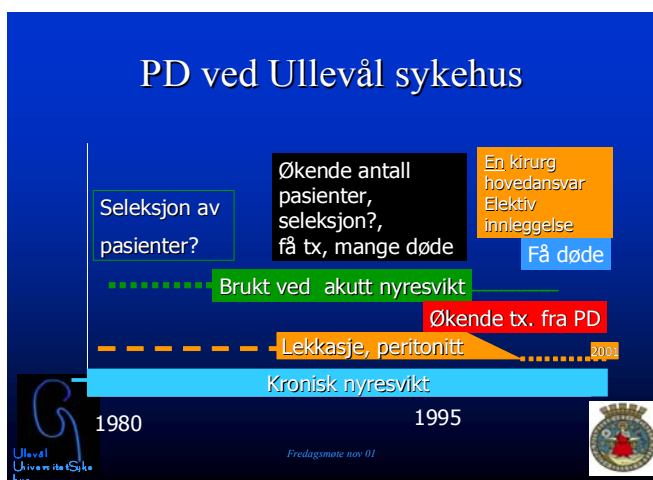 PD ved Ullevål sykehus
Seleksjon av
pasienter?
Økende antall
pasienter,
seleksjon?,
få tx, mange døde
En kirurg
hovedansvar
Elektiv
innleggelse
Få døde
Brukt ved akutt nyresvikt
Økende tx. fra PD
Lekkasje, peritonitt
2001
Kronisk nyresvikt
1980
1995
Fredagsmøte nov 01
Ullevål